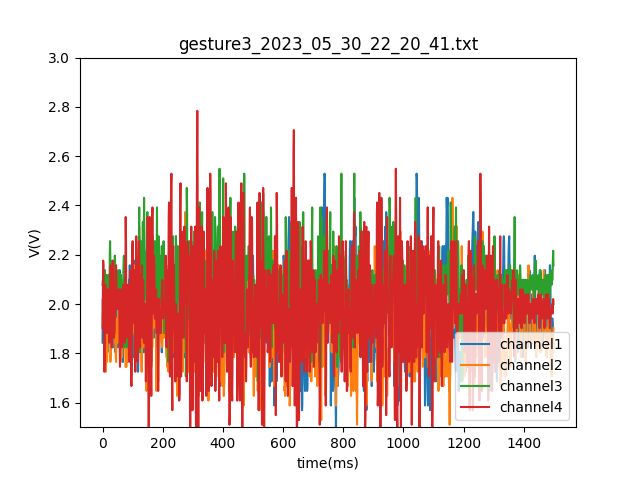 gesture3_2023_05_30_22_20_41.txt
3.0
2.8
2.6
2.4
2.2
2.0
1.8
1.6
V(V)
channel1
channel2
channel3
channel4
0 200 400 600 800 1000 1200 1400
time(ms)